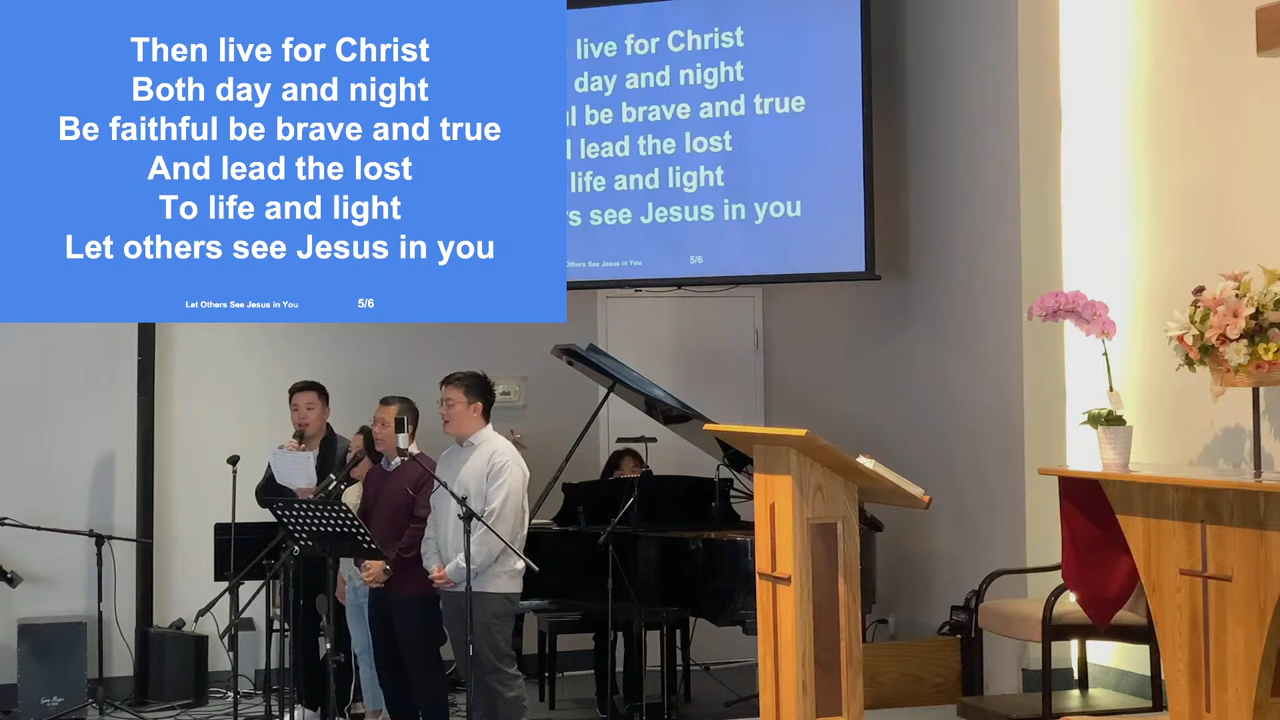 Then live for Christ
Both day and night
Be faithful be brave and true
And lead the lost
To life and light
Let others see Jesus in you
Let Others See Jesus in You
5/6
live for Christ
day and night
be brave and true
lead the lost
life and light
see Jesus in you
Others See Jesus in You
5/6